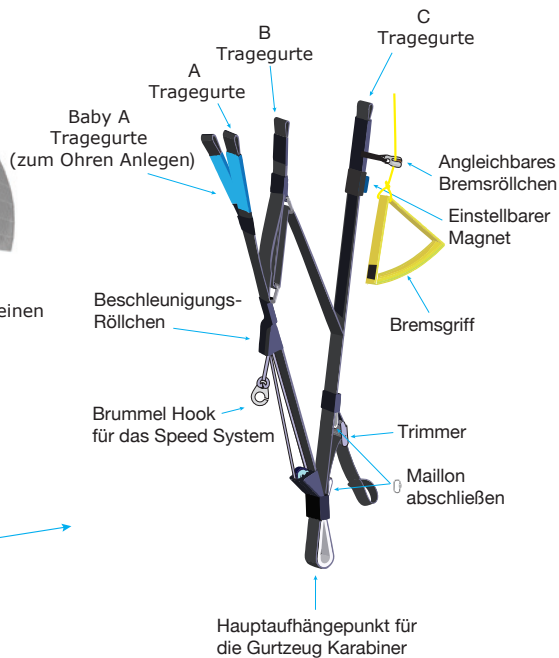 C
Tragegurte
B
Tragegurte
A
Tragegurte
Baby A
Tragegurte
(zum Ohren Anlegen)
Angleichbares
Bremsröllchen
Einstellbarer
Magnet
einen
Beschleunigungs-
Röllchen
Bremsgriff
Brummel Hook
für das Speed System
Trimmer
Maillon
abschließen
Hauptaufhängepunkt für
die Gurtzeug Karabiner